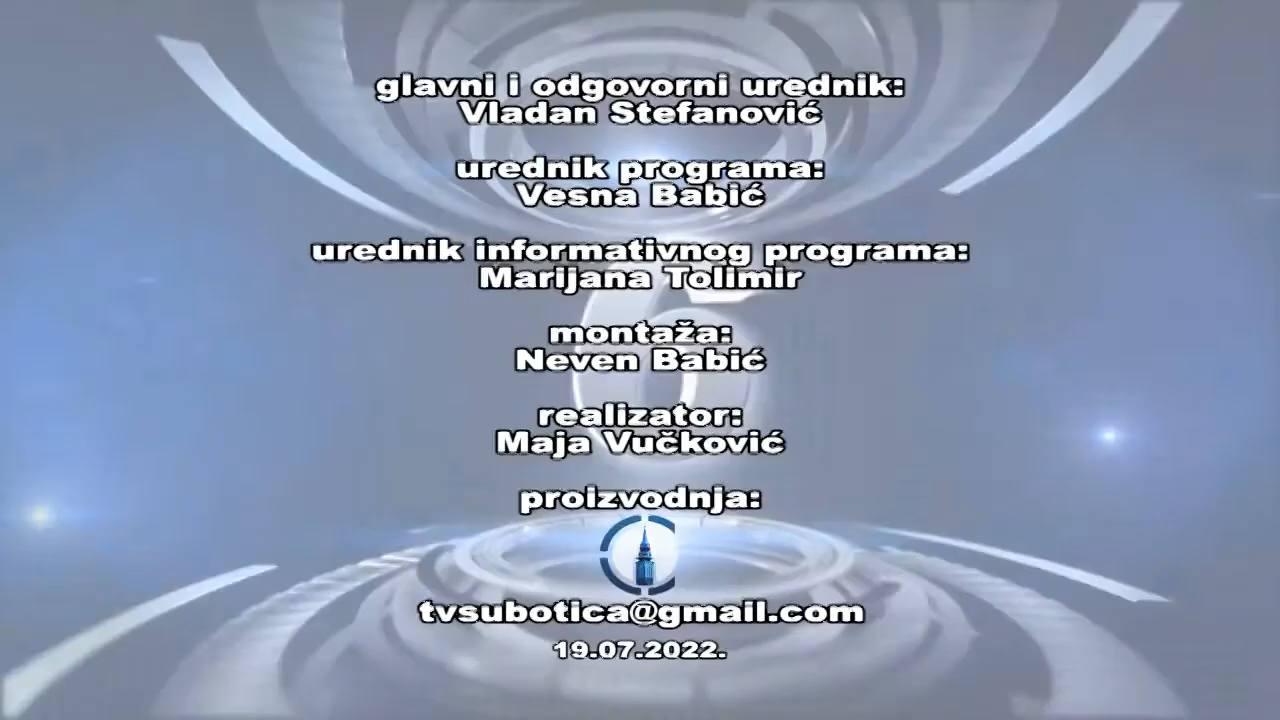 glavni i odgovorni urednik:
Vladan Stefanović
urednik programa:
Vesna Babić
urednik informativnog programa:
Marijana Tolimir
montaža:
Neven Babić
realizator:
Maja Vučković
proizvodnja:
tvsubotica@gmail.com
19.07.2022.